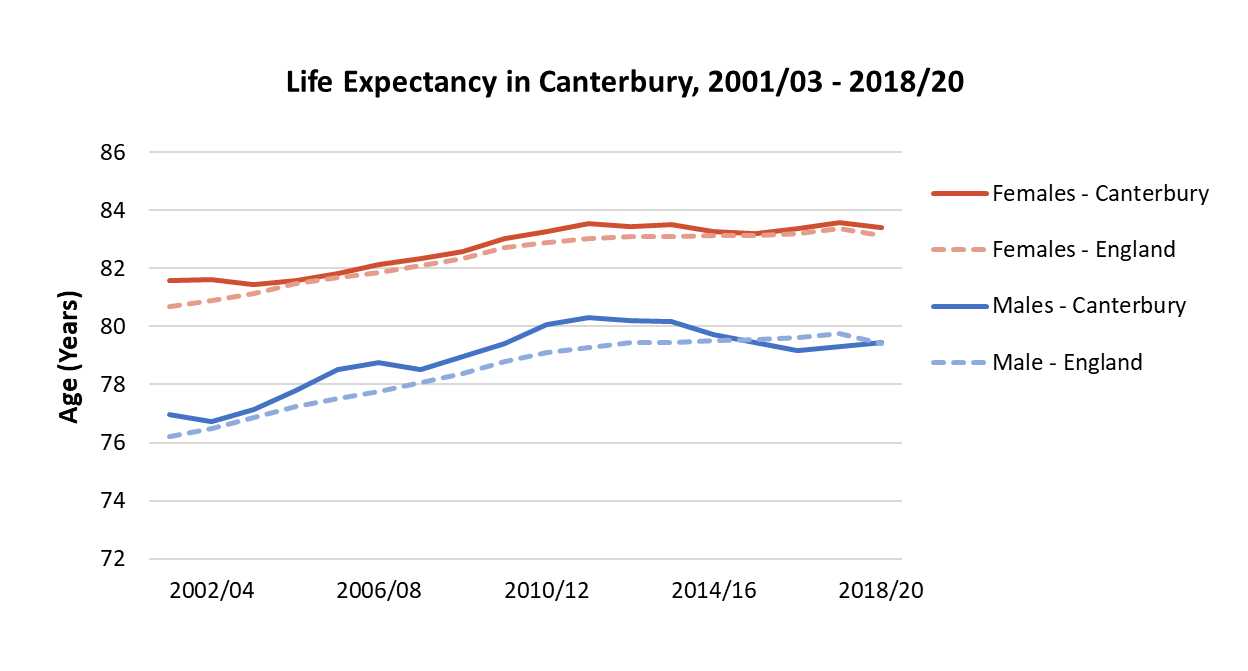 Life Expectancy in Canterbury, 2001/03 - 2018/20
Age (Years)
86
84
82
80
78
76
74
72
2002/04
2006/08
2010/12
2014/16
2018/20
Females - Canterbury
Females - England
Males - Canterbury
Male - England